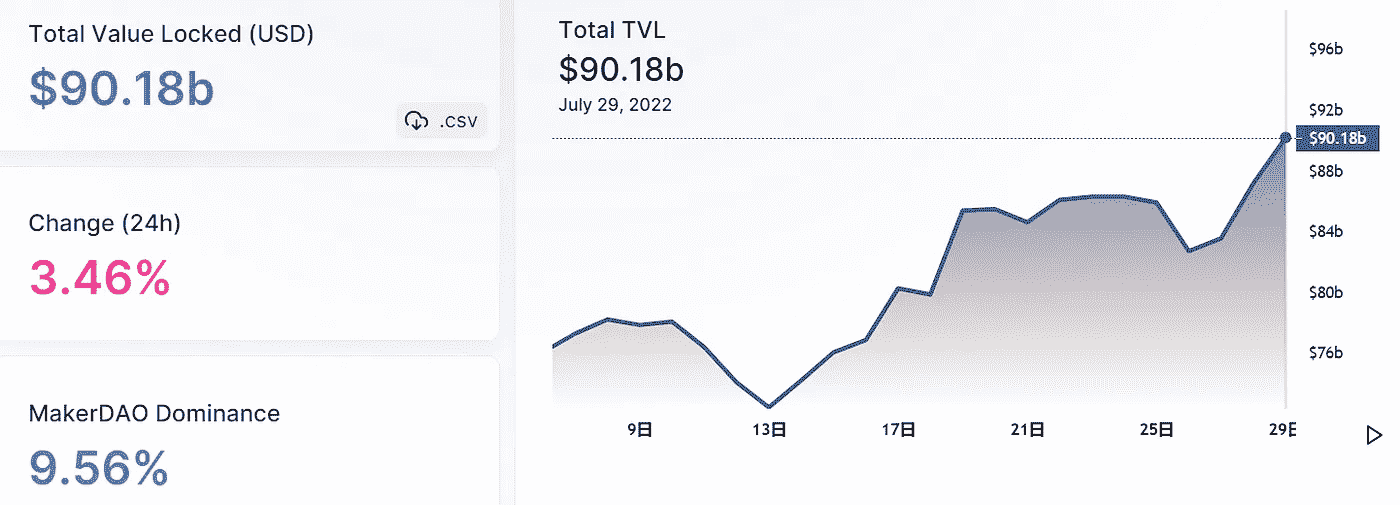 Total Value Locked (USD)
$90.18b
.CSV
Change (24h)
3.46%
MakerDAO Dominance
9.56%
Total TVL
$90.18b
July 29, 2022
$96b
$92b
$90.18b
$88b
$84b
$80b
$76b
9日 13日 17日 21日 25日 29日